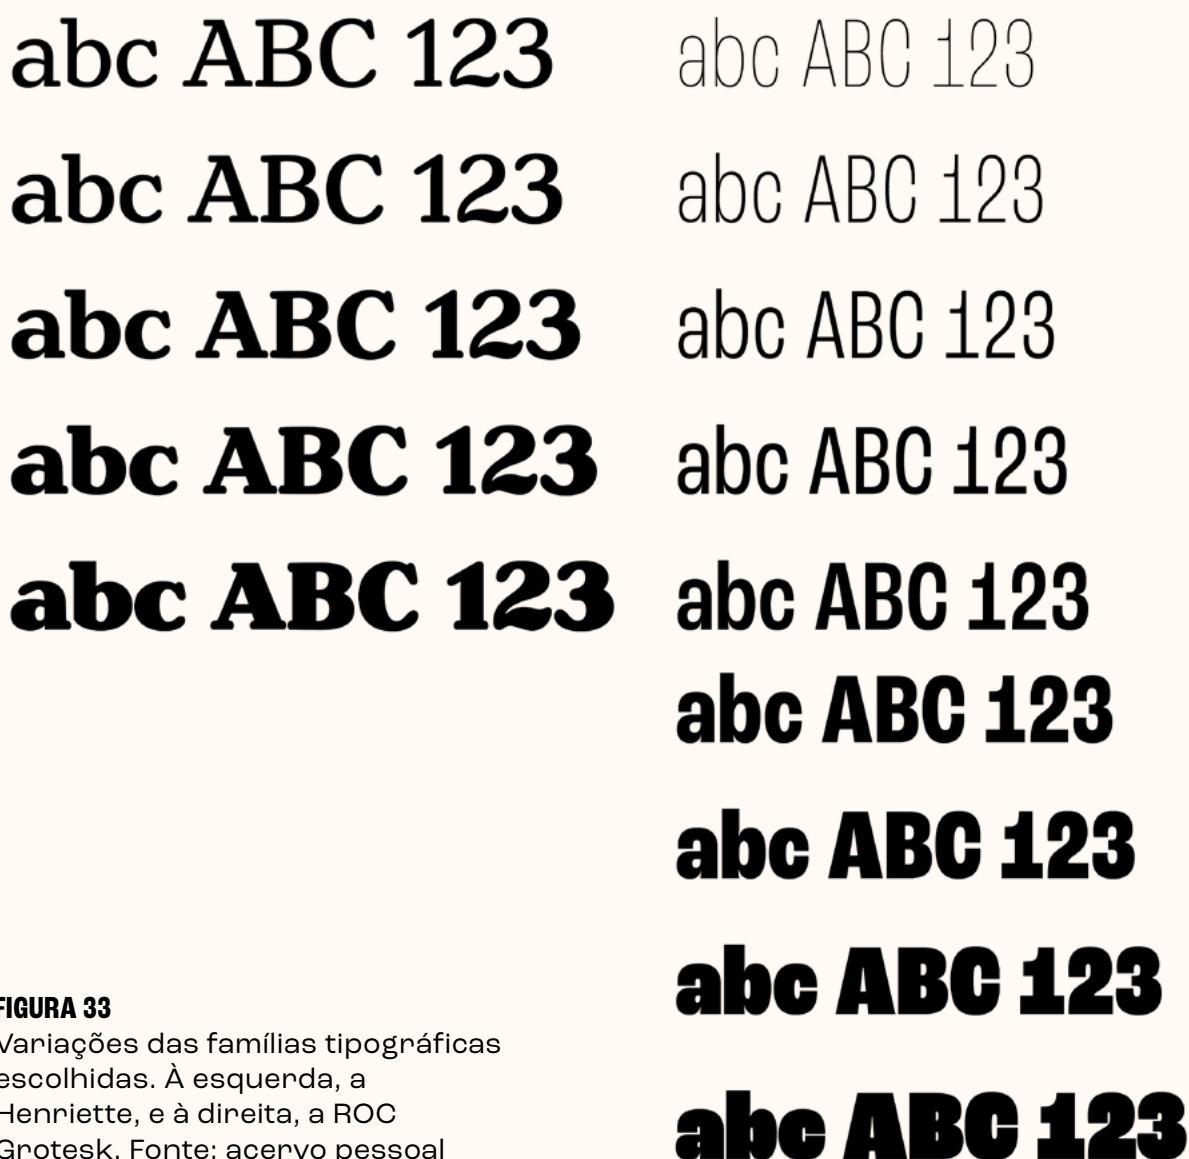 abc ABC 123
abc ABC 123
abc ABC 123
abc ABC 123
abc ABC 123
abc ABC 123
abc ABC 123
abc ABC 123
abc ABC 123
abc ABC 123
abc ABC 123
abc ABC 123
abc ABC 123
abc ABC 123
FIGURA 33
Variações das famílias tipográficas
escolhidas. À esquerda, a
Henriette, e à direita, a ROC
Grotesk. Fonte: acervo pessoal